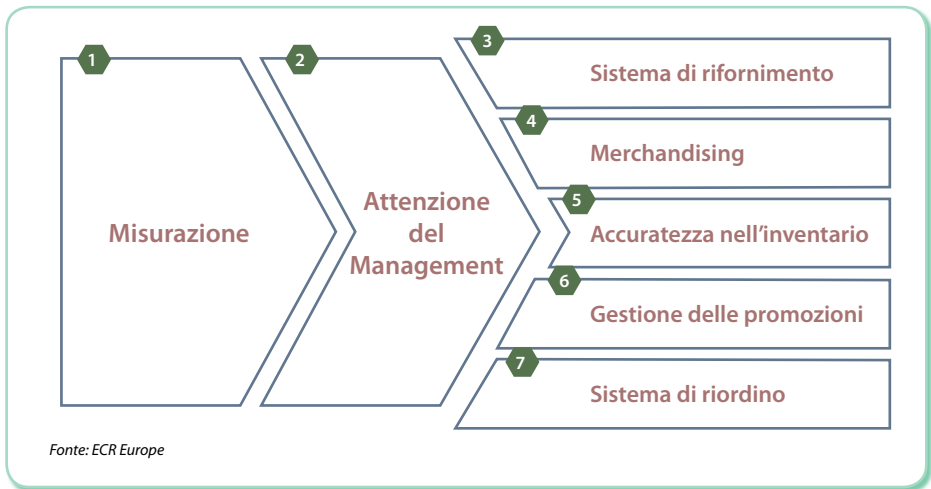 1
Misurazione
2
Attenzione
del
Management
3
Sistema di rifornimento
4
Merchandising
5
Accuratezza nell’inventario
6
Gestione delle promozioni
7
Sistema di riordino
Fonte: ECR Europe